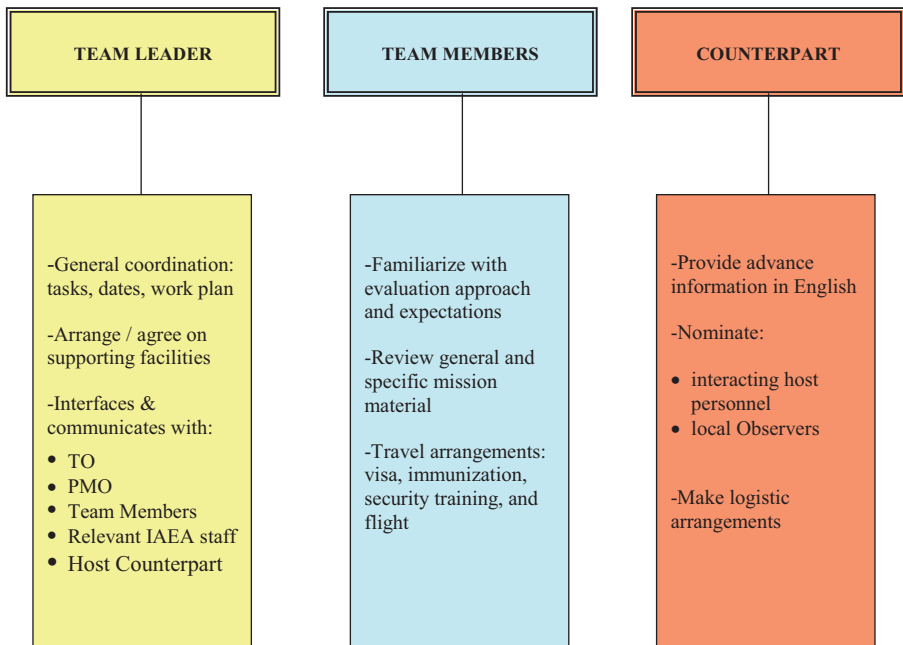 TEAM LEADER
-General coordination:
tasks, dates, work plan
-Arrange / agree on
supporting facilities
-Interfaces &
communicates with:
• TO
• PMO
• Team Members
• Relevant IAEA staff
• Host Counterpart
TEAM MEMBERS
-Familiarize with
evaluation approach
and expectations
-Review general and
specific mission
material
-Travel arrangements:
visa, immunization,
security training, and
flight
COUNTERPART
-Provide advance
information in English
-Nominate:
• interacting host
personnel
• local Observers
-Make logistic
arrangements